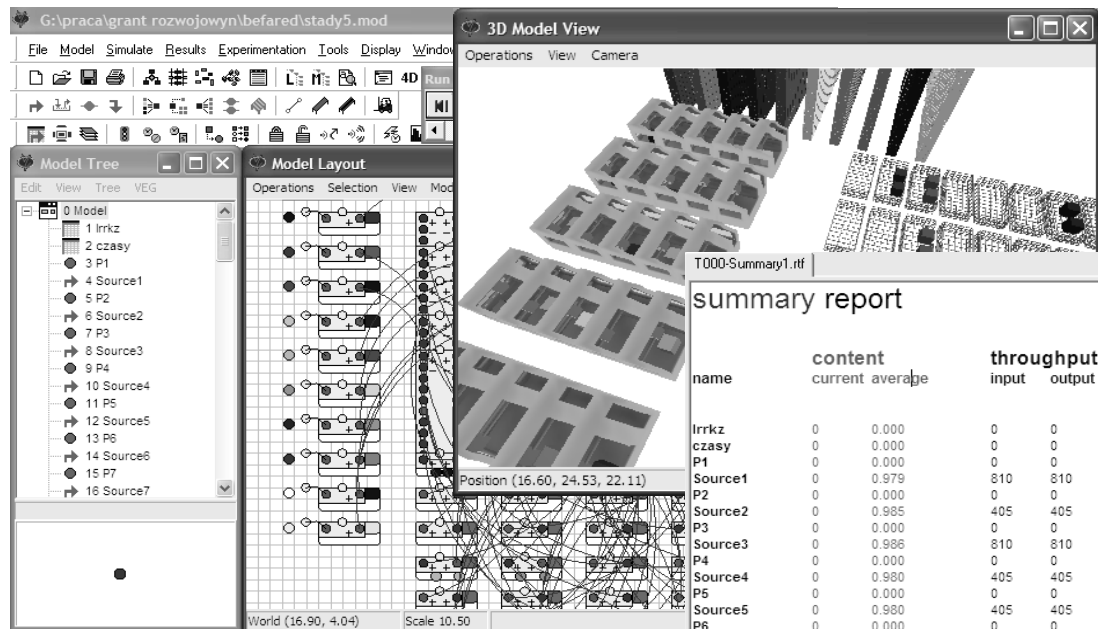 G:\praca\grant rozwojowyn\befared\stady5.mod
File Model Simulate Results Experimentation Tools Display Window
4D Run
Model Tree
Edit View Tree VEG
0 Model
1 lrrkz
2 czasy
3 P1
4 Source1
5 P2
6 Source2
7 P3
8 Source3
9 P4
10 Source4
11 P5
12 Source5
13 P6
14 Source6
15 P7
16 Source7
Model Layout
Operations Selection View Mod
World (16.90, 4.04) Scale 10.50
3D Model View
Operations View Camera
Position (16.60, 24.53, 22.11)
T000-Summary1.rtf
summary report
content throughput
name current average input output
lrrkz 0 0.000 0 0
czasy 0 0.000 0 0
P1 0 0.000 0 0
Source1 0 0.979 810 810
P2 0 0.000 0 0
Source2 0 0.985 405 405
P3 0 0.000 0 0
Source3 0 0.986 810 810
P4 0 0.000 0 0
Source4 0 0.980 405 405
P5 0 0.000 0 0
Source5 0 0.980 405 405
P6 0 0.000 0 0